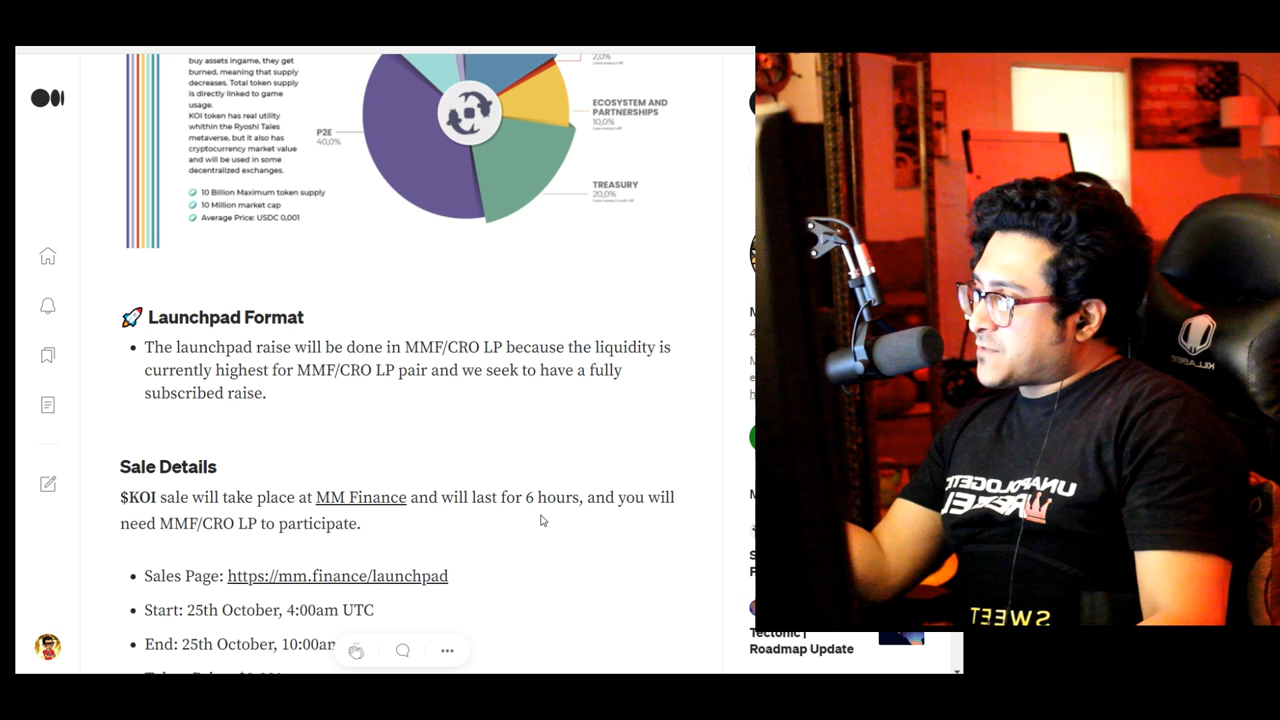 buy assets ingame, they get
burned, meaning that supply
decreases. Total token supply
is directly linked to game
usage.
KOI token has real utility
whithin the Ryoshi Tales
metaverse, but it also has
cryptocurrency market value
and will be used in some
decentralized exchanges.
10 Billion Maximum token supply
10 Million market cap
Average Price: USDC 0,001
P2E
40,0%
2,0%
ECOSYSTEM AND
PARTNERSHIPS
10,0%
TREASURY
20,0%
🚀 Launchpad Format
• The launchpad raise will be done in MMF/CRO LP because the liquidity is
currently highest for MMF/CRO LP pair and we seek to have a fully
subscribed raise.
Sale Details
$KOI sale will take place at MM Finance and will last for 6 hours, and you will
need MMF/CRO LP to participate.
• Sales Page: https://mm.finance/launchpad
• Start: 25th October, 4:00am UTC
• End: 25th October, 10:00am
Tectonic |
Roadmap Update
UNAPOLOGETIC
SWEET